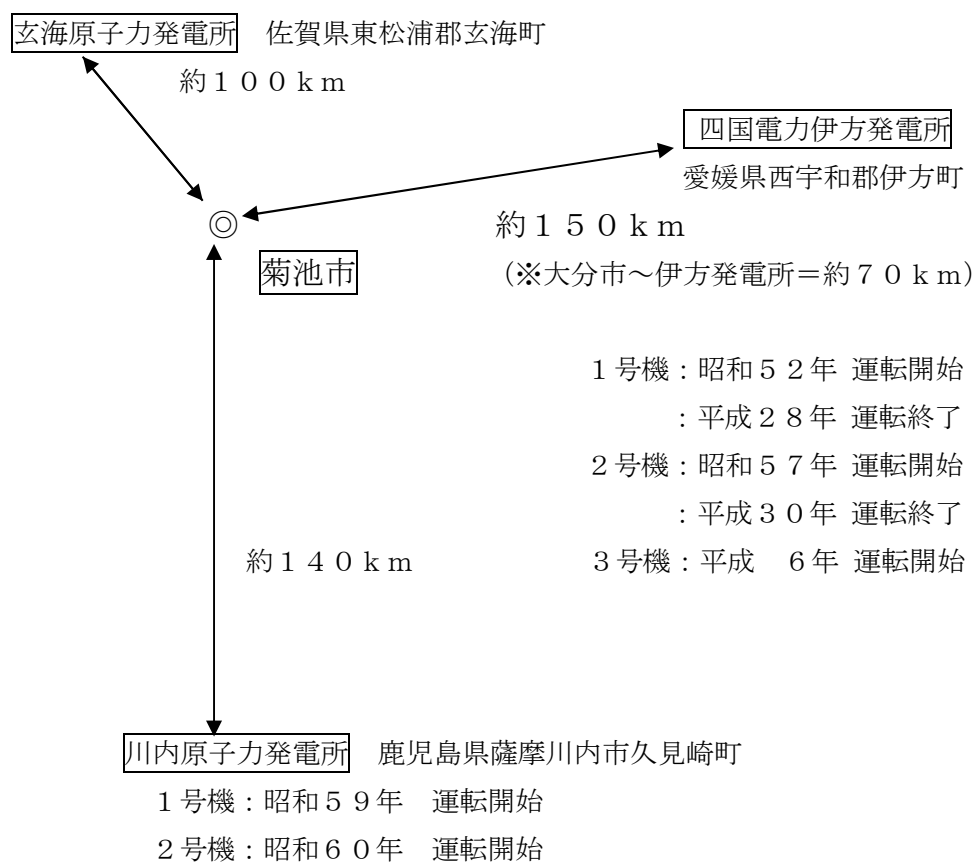 玄海原子力発電所　佐賀県東松浦郡玄海町
約１００ｋｍ
四国電力伊方発電所
愛媛県西宇和郡伊方町
◎
約１５０ｋｍ
菊池市
（※大分市～伊方発電所＝約７０ｋｍ）
１号機：昭和５２年 運転開始
：平成２８年 運転終了
２号機：昭和５７年 運転開始
：平成３０年 運転終了
約１４０ｋｍ
３号機：平成　６年 運転開始
川内原子力発電所　鹿児島県薩摩川内市久見崎町
１号機：昭和５９年　運転開始
２号機：昭和６０年　運転開始